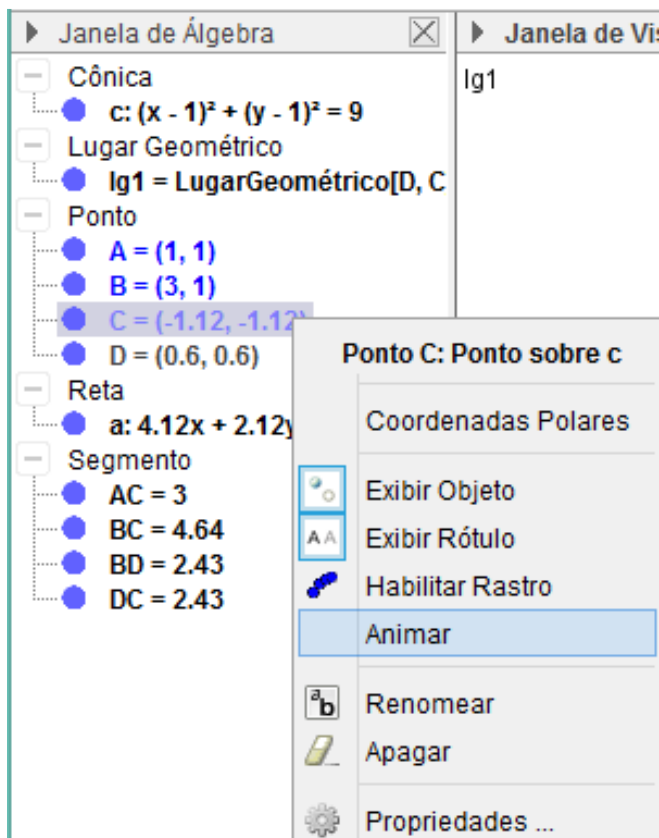 Janela de Álgebra
Cônica
c: (x - 1)² + (y - 1)² = 9
Lugar Geométrico
lg1 = LugarGeométrico[D, C
Ponto
A = (1, 1)
B = (3, 1)
C = (-1.12, -1.12)
D = (0.6, 0.6)
Reta
a: 4.12x + 2.12y
Segmento
AC = 3
BC = 4.64
BD = 2.43
DC = 2.43
Janela de Vis
lg1
Ponto C: Ponto sobre c
Coordenadas Polares
Exibir Objeto
AA
Exibir Rótulo
Habilitar Rastro
Animar
ab
Renomear
Apagar
Propriedades ...